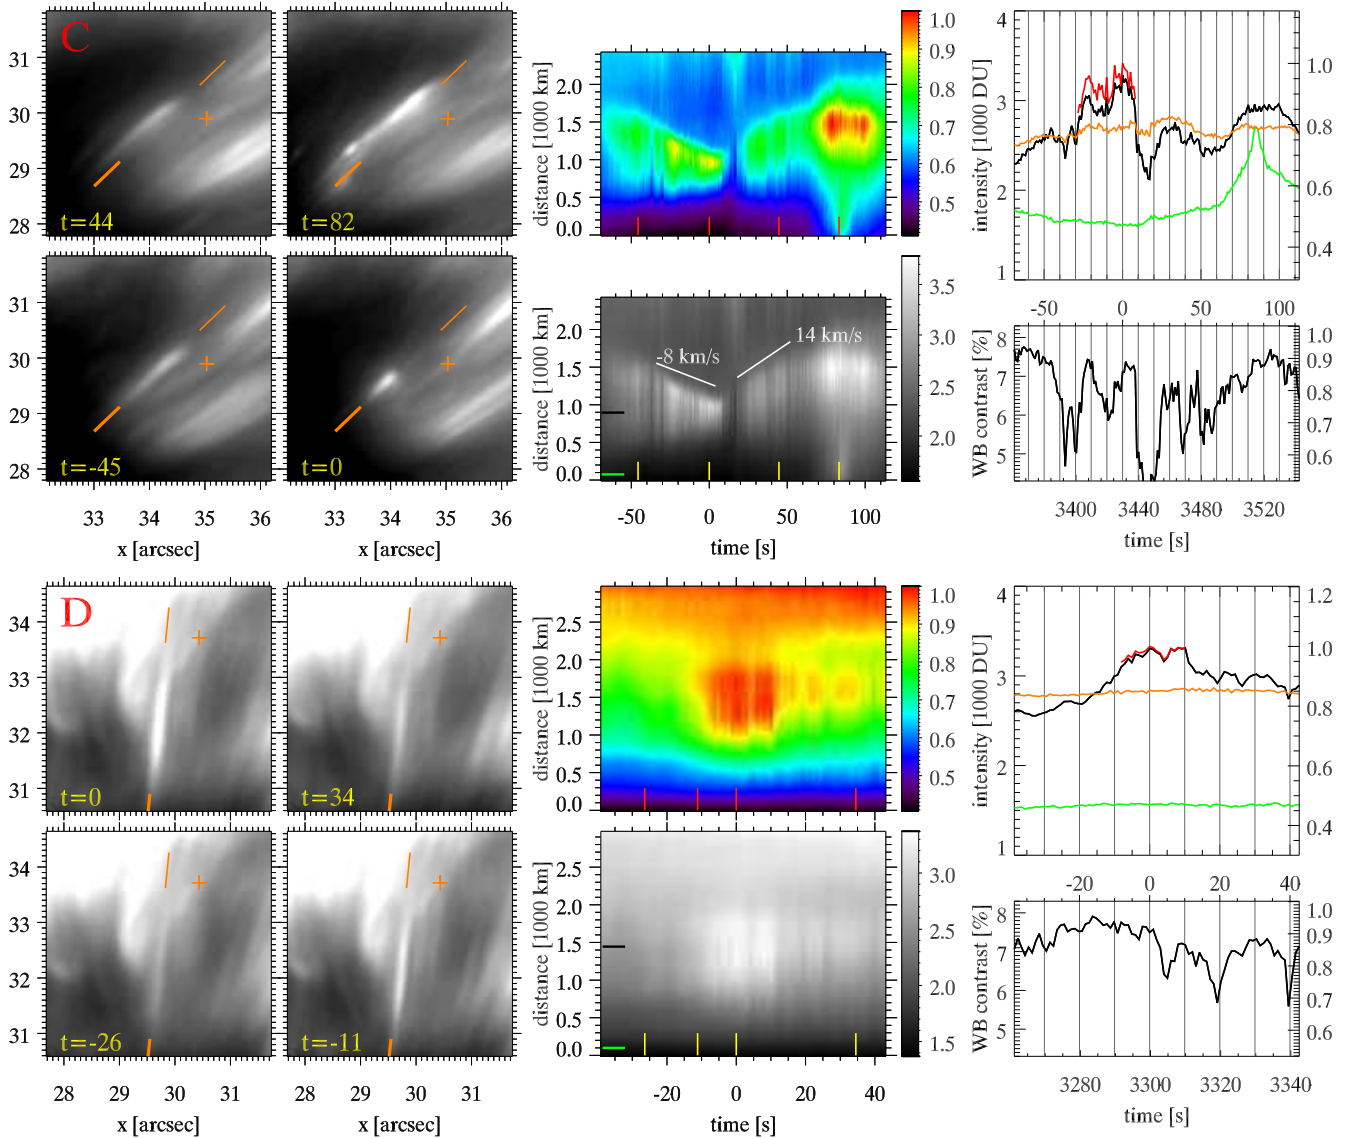 C
t=44
t=82
31
30
29
28
distance [1000 km]
2.0
1.5
1.0
0.5
0.0
1.0
0.9
0.8
0.7
0.6
0.5
intensity [1000 DU]
4
3
2
1
1.0
0.8
0.6
0.4
-50 0 50 100
t=-45
t=0
31
30
29
28
33 34 35 36
33 34 35 36
x [arcsec]
x [arcsec]
distance [1000 km]
2.0
1.5
1.0
0.5
0.0
-8 km/s
14 km/s
-50 0 50 100
time [s]
3.5
3.0
2.5
2.0
WB contrast [%]
8
7
6
5
1.0
0.9
0.8
0.7
0.6
3400 3440 3480 3520
time [s]
D
t=0
t=34
34
33
32
31
distance [1000 km]
2.5
2.0
1.5
1.0
0.5
0.0
1.0
0.9
0.8
0.7
0.6
0.5
intensity [1000 DU]
4
3
2
1
1.2
1.0
0.8
0.6
0.4
-20 0 20 40
t=-26
t=-11
34
33
32
31
28 29 30 31
28 29 30 31
x [arcsec]
x [arcsec]
distance [1000 km]
2.5
2.0
1.5
1.0
0.5
0.0
-20 0 20 40
time [s]
3.0
2.5
2.0
1.5
WB contrast [%]
8
7
6
5
1.0
0.9
0.8
0.7
0.6
3280 3300 3320 3340
time [s]